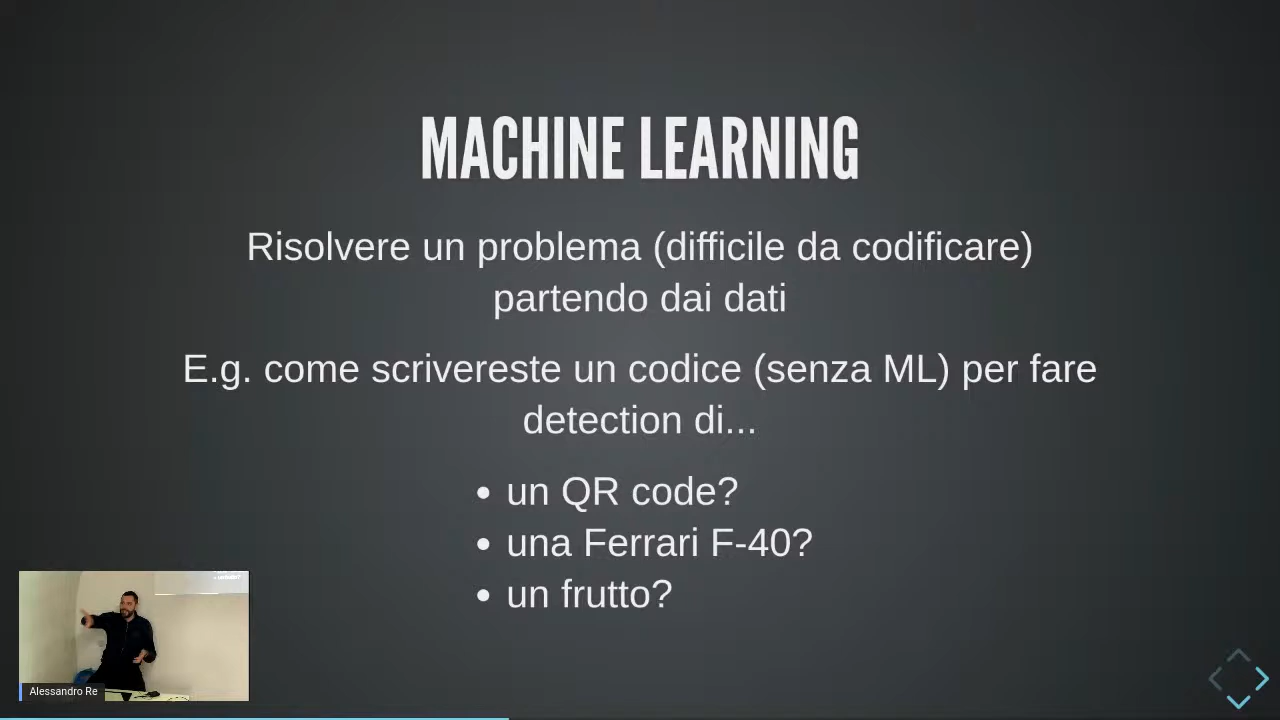 MACHINE LEARNING
Risolvere un problema (difficile da codificare)
partendo dai dati
E.g. come scrivereste un codice (senza ML) per fare
detection di...
• un QR code?
• una Ferrari F-40?
• un frutto?
Alessandro Re